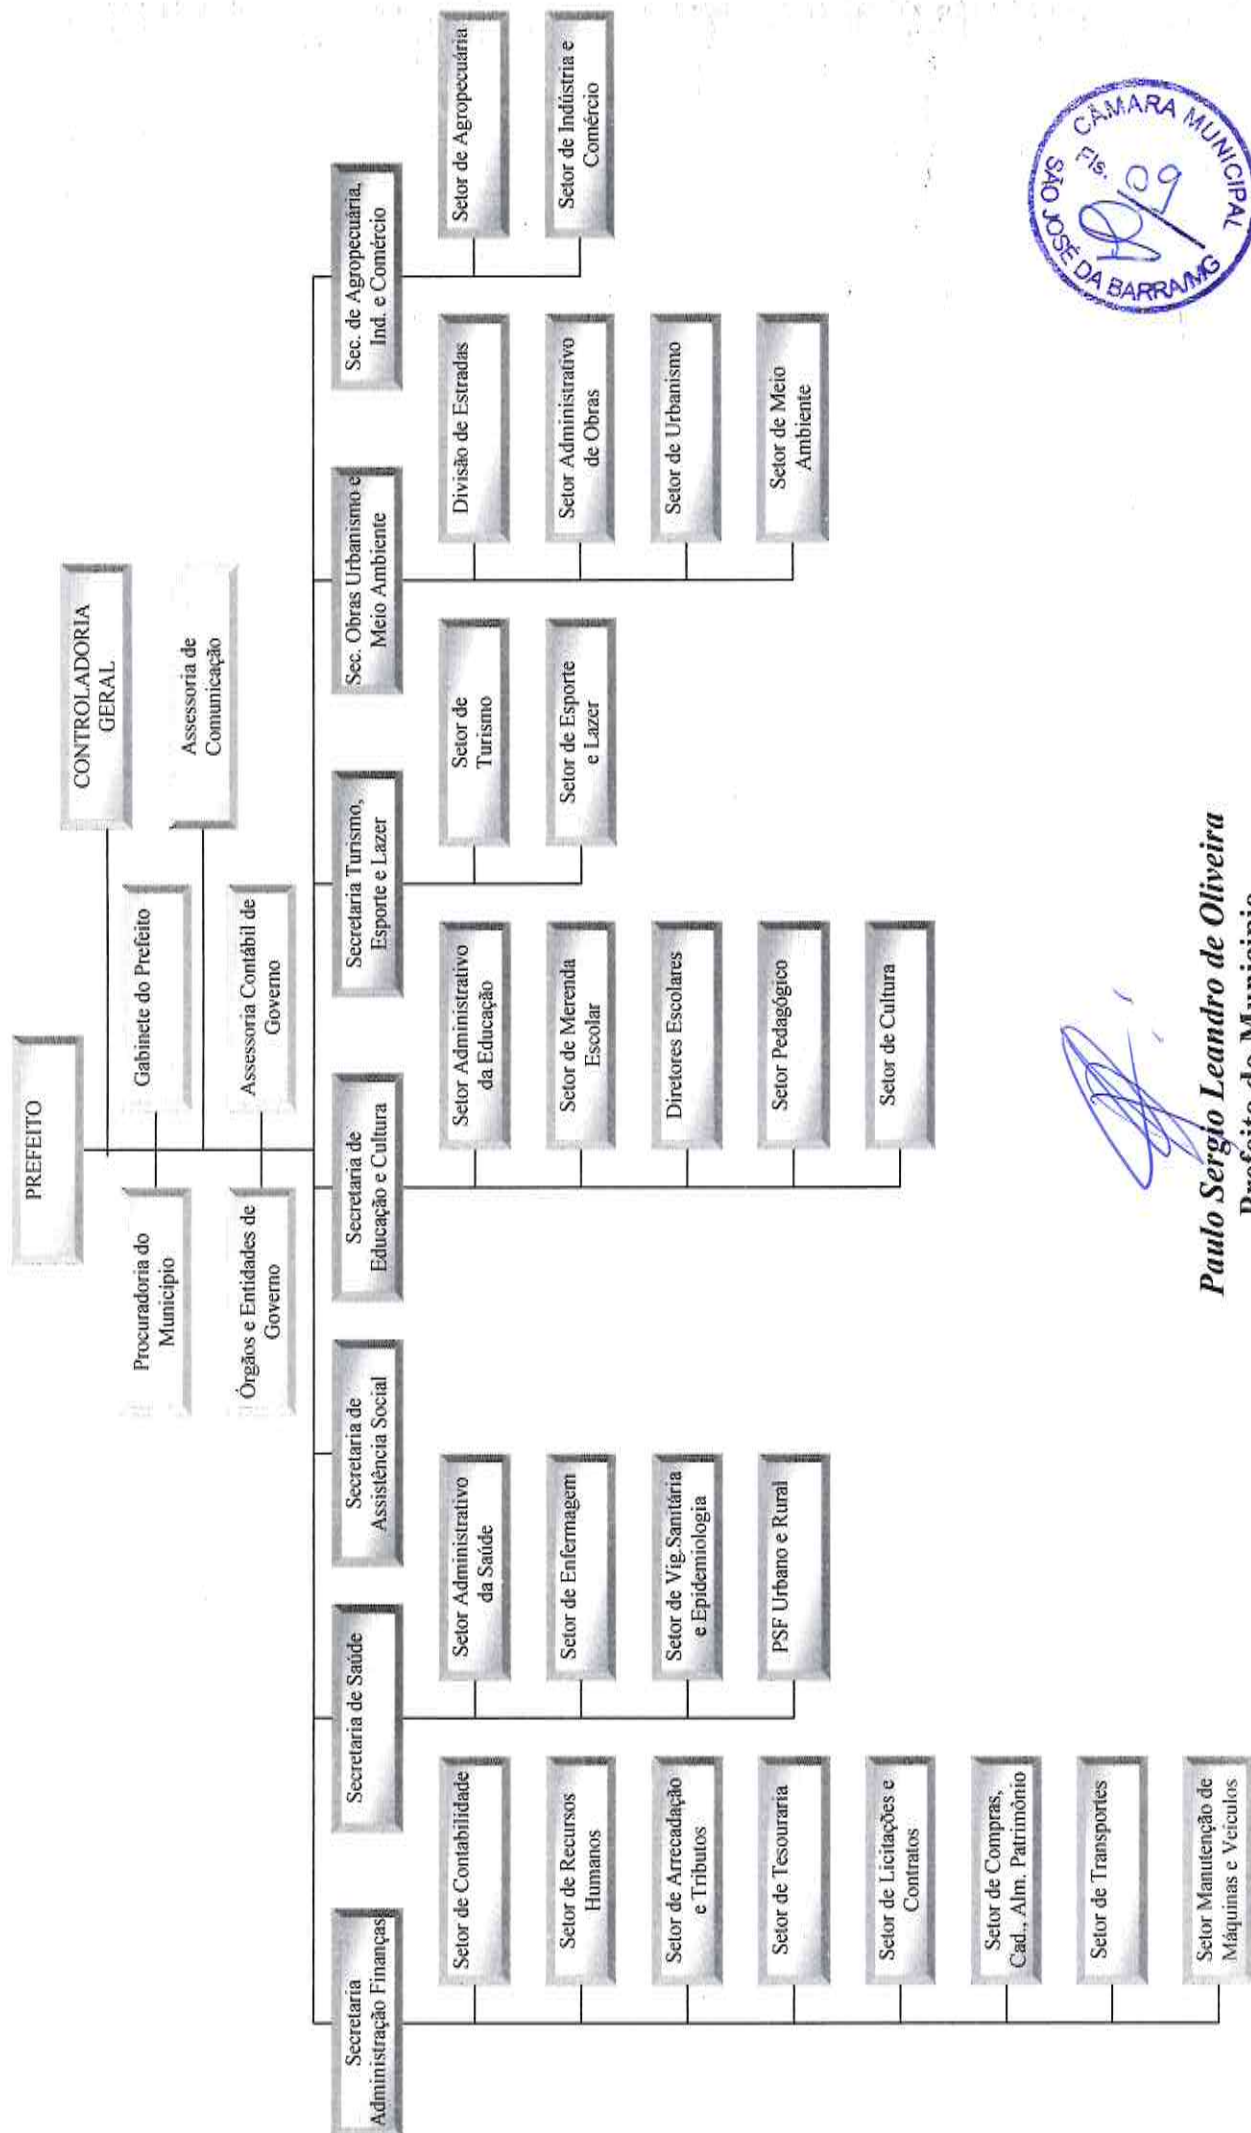 PREFEITO
CONTROLADORIA
GERAL
Procuradoria do
Município
Gabinete do Prefeito
Assessoria de
Comunicação
Órgãos e Entidades de
Governo
Assessoria Contábil de
Governo
Secretaria
Administração Finanças
Setor de Contabilidade
Setor de Recursos
Humanos
Setor de Arrecadação
e Tributos
Setor de Tesouraria
Setor de Licitações e
Contratos
Setor de Compras,
Cad., Alm. Patrimônio
Setor de Transportes
Setor Manutenção de
Máquinas e Veículos
Secretaria de Saúde
Setor Administrativo
da Saúde
Setor de Enfermagem
Setor de Vig.Sanitária
e Epidemiologia
PSF Urbano e Rural
Secretaria de
Assistência Social
Secretaria de
Educação e Cultura
Setor Administrativo
da Educação
Setor de Merenda
Escolar
Diretores Escolares
Setor Pedagógico
Setor de Cultura
Secretaria Turismo,
Esporte e Lazer
Setor de
Turismo
Setor de Esporte
e Lazer
Sec. Obras Urbanismo e
Meio Ambiente
Divisão de Estradas
Setor Administrativo
de Obras
Setor de Urbanismo
Setor de Meio
Ambiente
Sec. de Agropecuária,
Ind. e Comércio
Setor de Agropecuária
Setor de Indústria e
Comércio
Paulo Sergio Leandro de Oliveira
Prefeito do Município
CÂMARA MUNICIPAL
Fls. 09
SÃO JOSÉ DA BARRA/MG